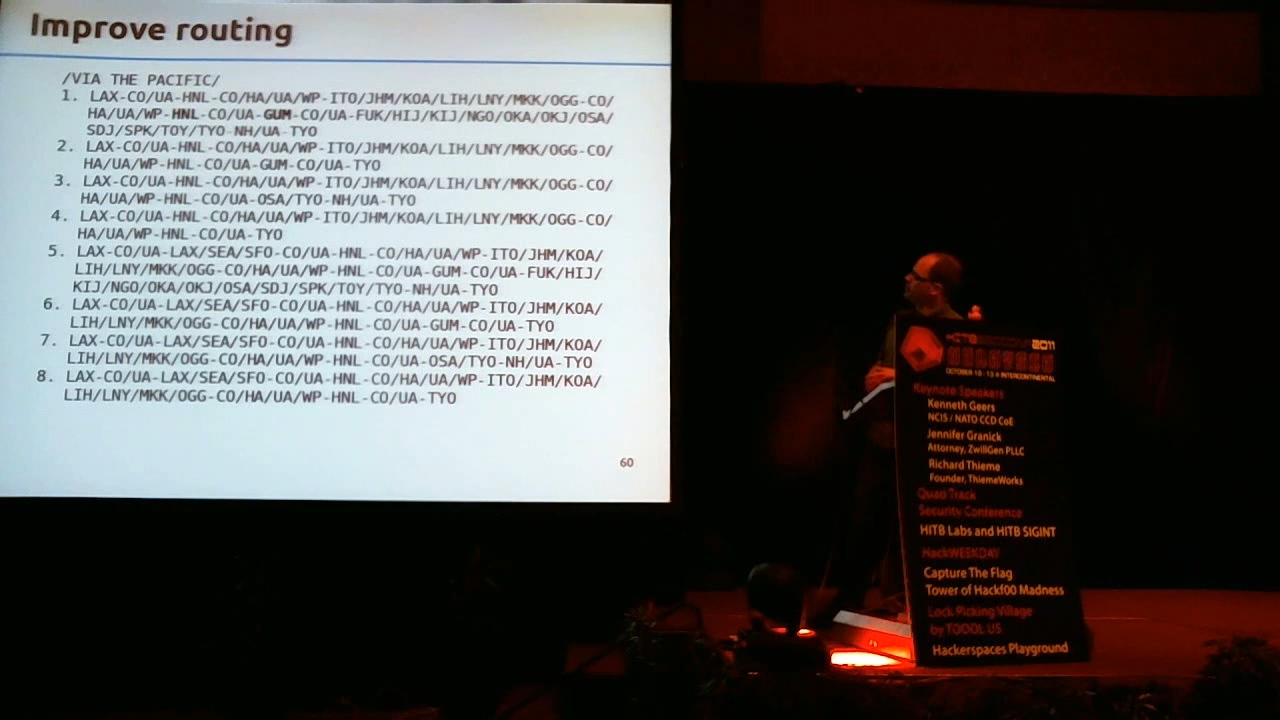 Improve routing
/VIA THE PACIFIC/
1. LAX-CO/UA-HNL-CO/HA/UA/WP-ITO/JHM/KOA/LIH/LNY/MKK/OGG-CO/
HA/UA/WP-HNL-CO/UA-GUM-CO/UA-FUK/HIJ/KIJ/NGO/OKA/OKJ/OSA/
SDJ/SPK/TOY/TYO-NH/UA-TYO
2. LAX-CO/UA-HNL-CO/HA/UA/WP-ITO/JHM/KOA/LIH/LNY/MKK/OGG-CO/
HA/UA/WP-HNL-CO/UA-GUM-CO/UA-TYO
3. LAX-CO/UA-HNL-CO/HA/UA/WP-ITO/JHM/KOA/LIH/LNY/MKK/OGG-CO/
HA/UA/WP-HNL-CO/UA-OSA/TYO-NH/UA-TYO
4. LAX-CO/UA-HNL-CO/HA/UA/WP-ITO/JHM/KOA/LIH/LNY/MKK/OGG-CO/
HA/UA/WP-HNL-CO/UA-TYO
5. LAX-CO/UA-LAX/SEA/SFO-CO/UA-HNL-CO/HA/UA/WP-ITO/JHM/KOA/
LIH/LNY/MKK/OGG-CO/HA/UA/WP-HNL-CO/UA-GUM-CO/UA-FUK/HIJ/
KIJ/NGO/OKA/OKJ/OSA/SDJ/SPK/TOY/TYO-NH/UA-TYO
6. LAX-CO/UA-LAX/SEA/SFO-CO/UA-HNL-CO/HA/UA/WP-ITO/JHM/KOA/
LIH/LNY/MKK/OGG-CO/HA/UA/WP-HNL-CO/UA-GUM-CO/UA-TYO
7. LAX-CO/UA-LAX/SEA/SFO-CO/UA-HNL-CO/HA/UA/WP-ITO/JHM/KOA/
LIH/LNY/MKK/OGG-CO/HA/UA/WP-HNL-CO/UA-OSA/TYO-NH/UA-TYO
8. LAX-CO/UA-LAX/SEA/SFO-CO/UA-HNL-CO/HA/UA/WP-ITO/JHM/KOA/
LIH/LNY/MKK/OGG-CO/HA/UA/WP-HNL-CO/UA-TYO
60
2011
OCTOBER 10 - 13 @ INTERCONTINENTAL
Keynote Speakers
Kenneth Geers
NCIS / NATO CCD CoE
Jennifer Granick
Attorney, ZwillGen PLLC
Richard Thieme
Founder, ThiemeWorks
Quad Track
Security Conference
HITB Labs and HITB SIGINT
HackWEEKDAY
Capture The Flag
Tower of Hackf00 Madness
Lock Picking Village
by TOOOL US
Hackerspaces Playground